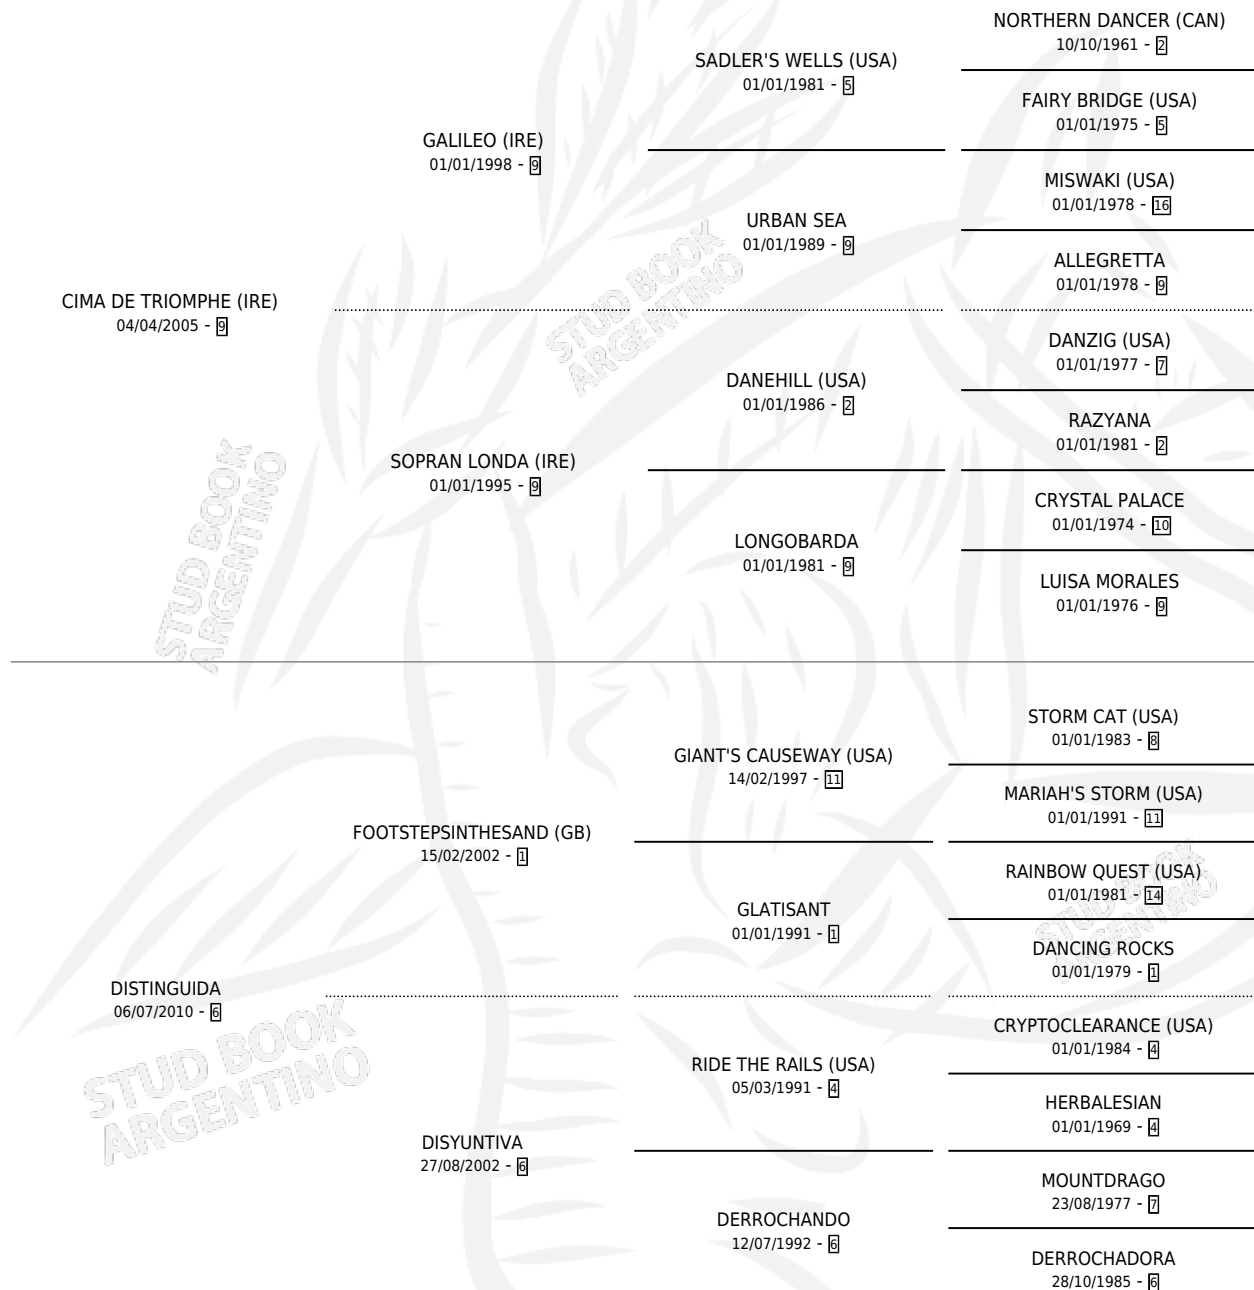 NORTHERN DANCER (CAN)
10/10/1961 - 2
SADLER'S WELLS (USA)
01/01/1981 - 5
FAIRY BRIDGE (USA)
01/01/1975 - 5
GALILEO (IRE)
01/01/1998 - 9
MISWAKI (USA)
01/01/1978 - 16
URBAN SEA
01/01/1989 - 9
ALLEGRETTA
01/01/1978 - 9
CIMA DE TRIOMPHE (IRE)
04/04/2005 - 9
STUD BOOK
ARGENTINO
DANZIG (USA)
01/01/1977 - 7
DANEHILL (USA)
01/01/1986 - 2
RAZYANA
01/01/1981 - 2
SOPRAN LONDA (IRE)
01/01/1995 - 9
CRYSTAL PALACE
01/01/1974 - 10
LONGOBARDA
01/01/1981 - 9
LUISA MORALES
01/01/1976 - 9
STUD BOOK
ARGENTINO
STORM CAT (USA)
01/01/1983 - 8
GIANT'S CAUSEWAY (USA)
14/02/1997 - 11
MARIAH'S STORM (USA)
01/01/1991 - 11
FOOTSTEPSINTHESAND (GB)
15/02/2002 - 1
RAINBOW QUEST (USA)
01/01/1981 - 14
STUD BOOK
ARGENTINO
GLATISANT
01/01/1991 - 1
DANCING ROCKS
01/01/1979 - 1
DISTINGUIDA
06/07/2010 - 6
STUD BOOK
ARGENTINO
CRYPTOCLEARANCE (USA)
01/01/1984 - 4
RIDE THE RAILS (USA)
05/03/1991 - 4
HERBALESIAN
01/01/1969 - 4
DISYUNTIVA
27/08/2002 - 6
MOUNTDRAGO
23/08/1977 - 7
DERROCHANDO
12/07/1992 - 6
DERROCHADORA
28/10/1985 - 6